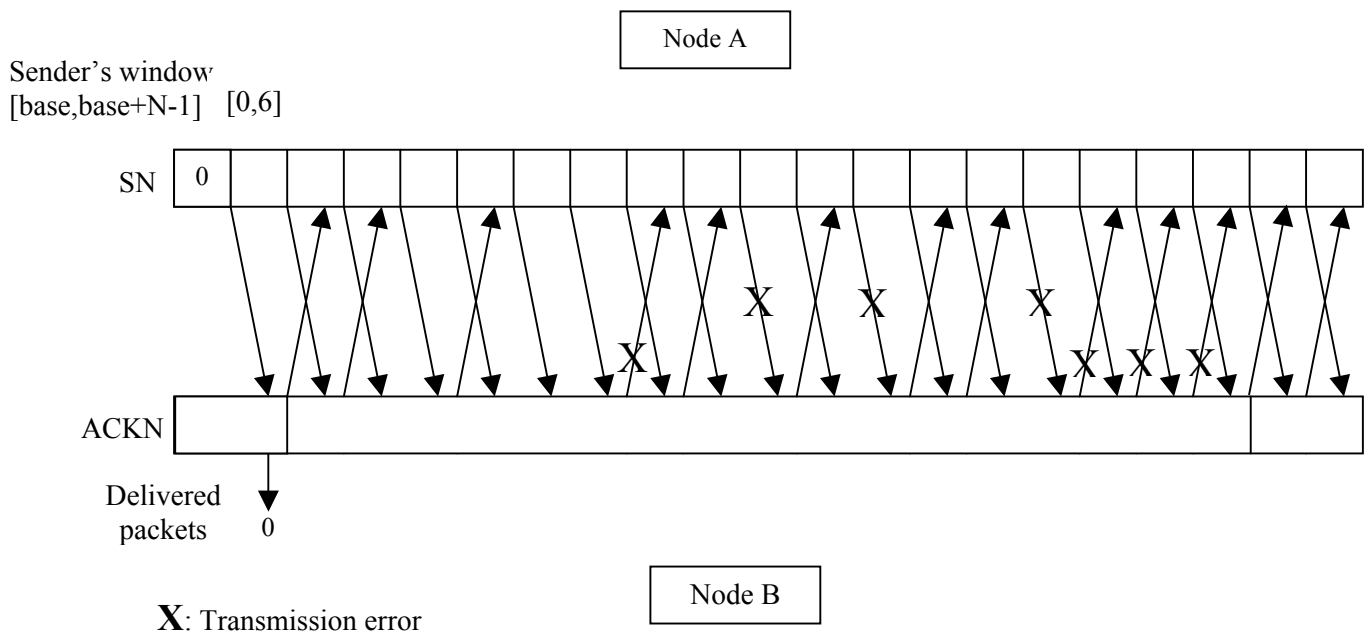 Node A
Sender’s window
[base,base+N-1] [0,6]
SN 0
X X X
X X X X
ACKN
Delivered
packets 0
Node B
X: Transmission error